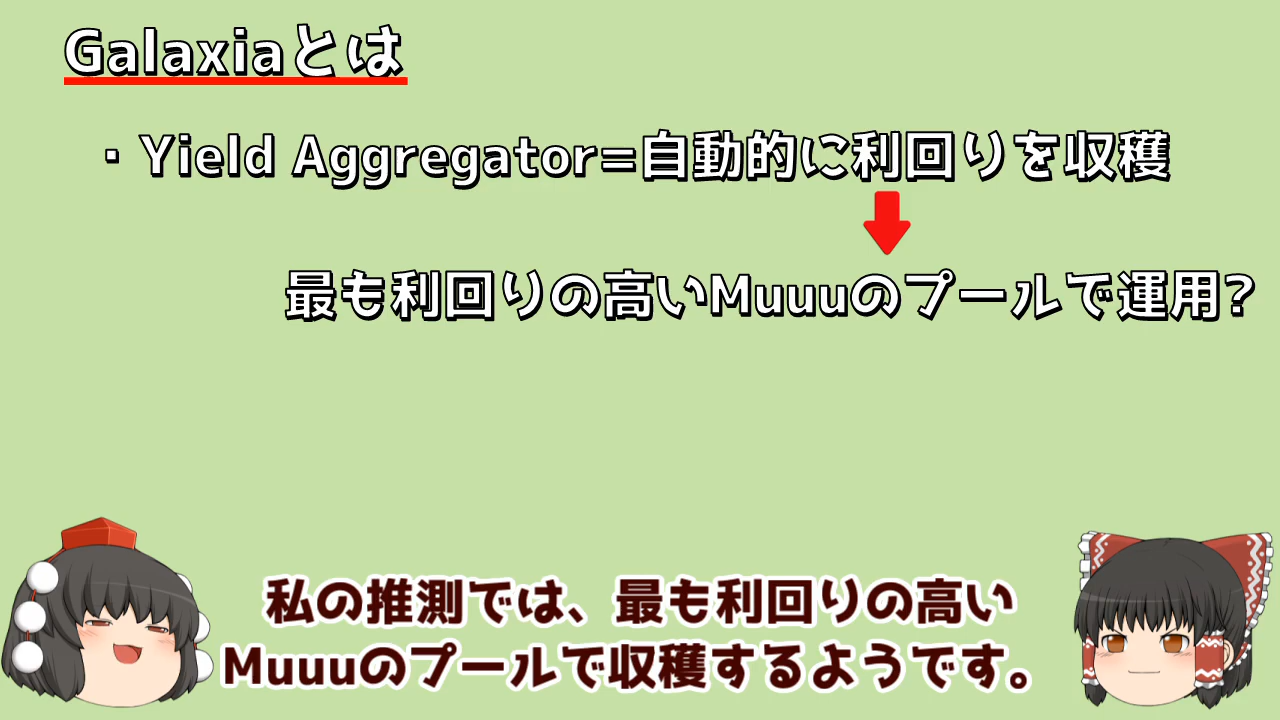 Galaxiaとは
・Yield Aggregator=自動的に利回りを収穫
最も利回りの高いMuuuのプールで運用?
私の推測では、最も利回りの高い
Muuuのプールで収穫するようです。